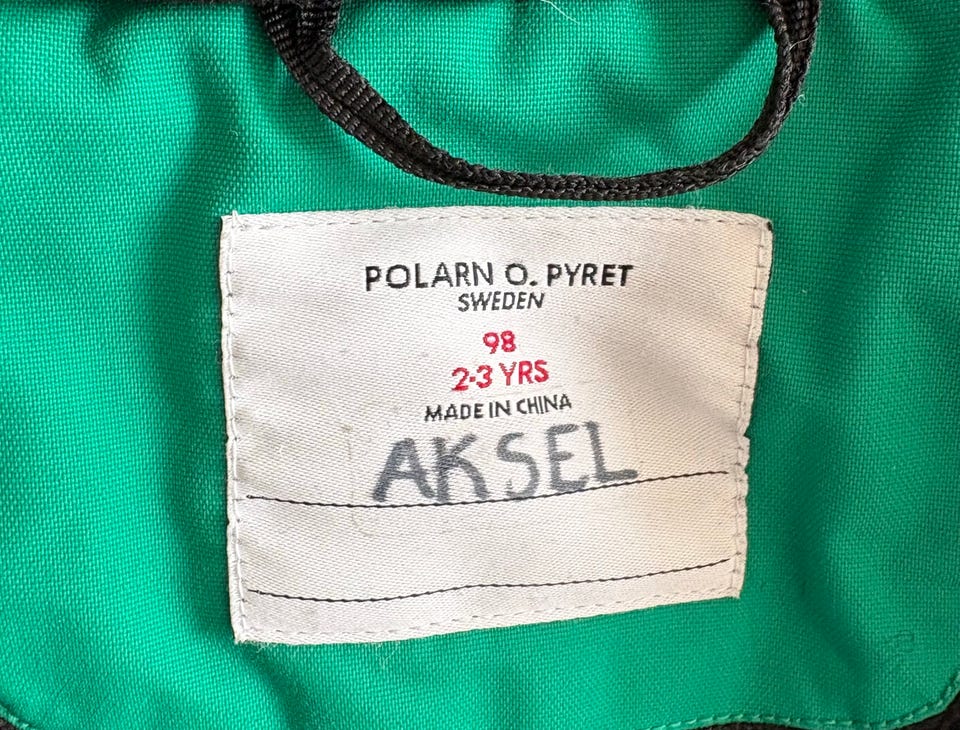 POLARN O. PYRET
SWEDEN
98
2-3 YRS
MADE IN CHINA
AKSEL